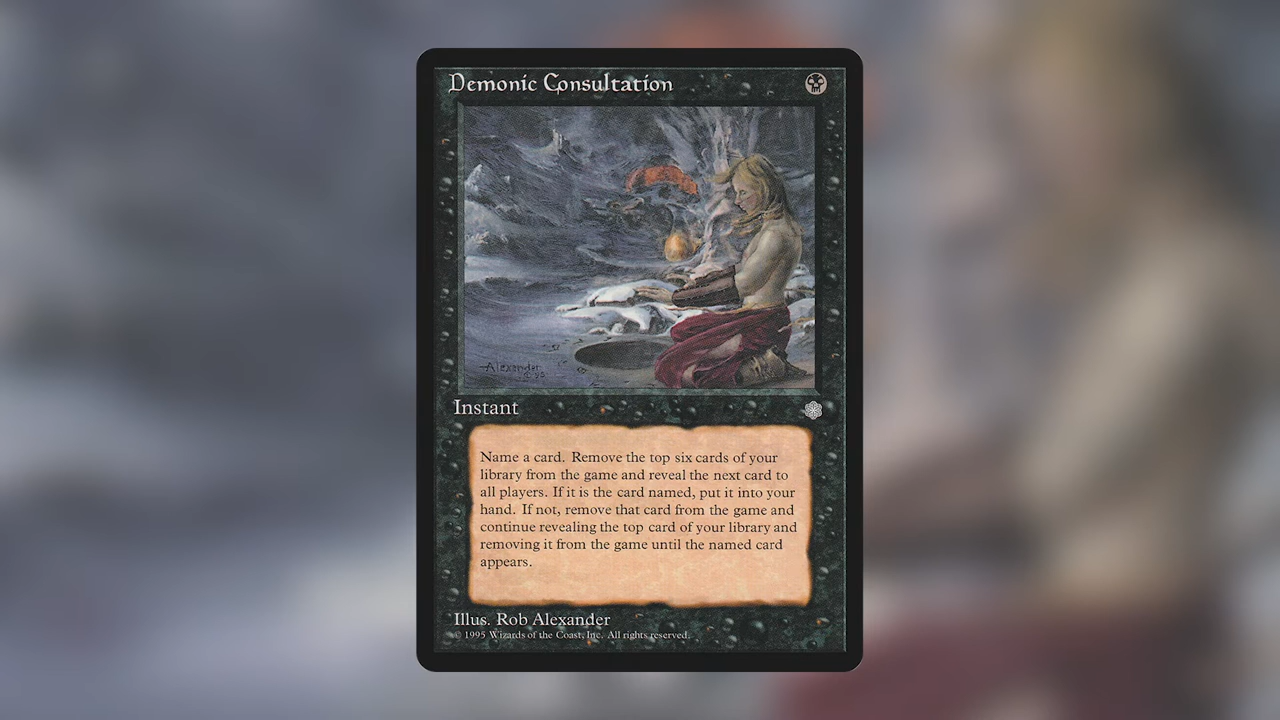 Demonic Consultation
Alexander
Instant
Name a card. Remove the top six cards of your
library from the game and reveal the next card to
all players. If it is the card named, put it into your
hand. If not, remove that card from the game and
continue revealing the top card of your library and
removing it from the game until the named card
appears.
Illus. Rob Alexander
© 1995 Wizards of the Coast, Inc. All rights reserved.